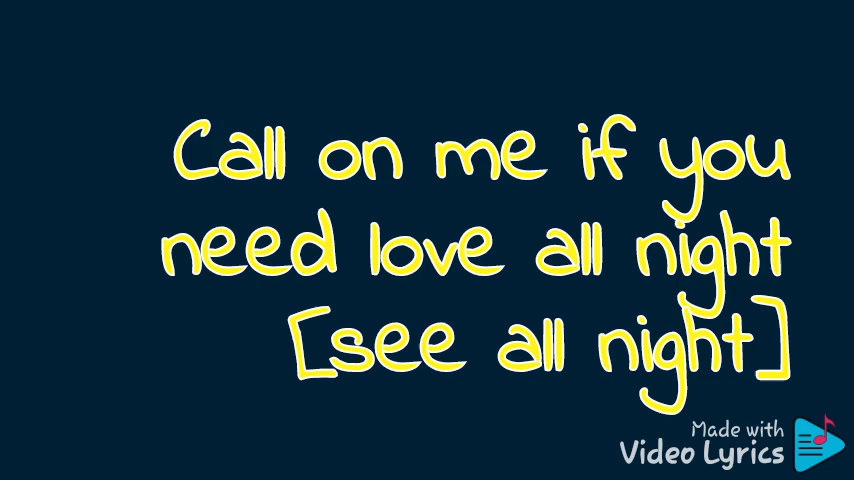 Call on me if you
need love all night
[see all night]
Made with
Video Lyrics